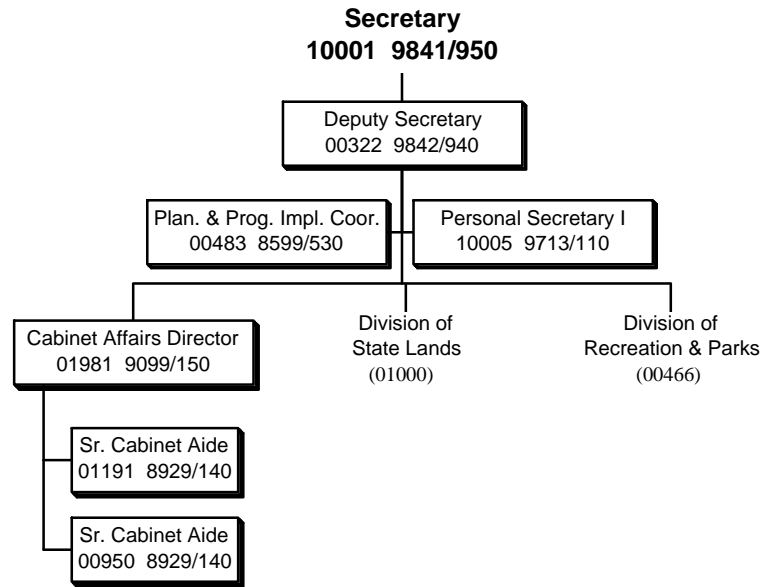 Secretary
10001 9841/950
Deputy Secretary
00322 9842/940
Plan. & Prog. Impl. Coor.
00483 8599/530
Personal Secretary I
10005 9713/110
Cabinet Affairs Director
01981 9099/150
Division of
State Lands
(01000)
Division of
Recreation & Parks
(00466)
Sr. Cabinet Aide
01191 8929/140
Sr. Cabinet Aide
00950 8929/140